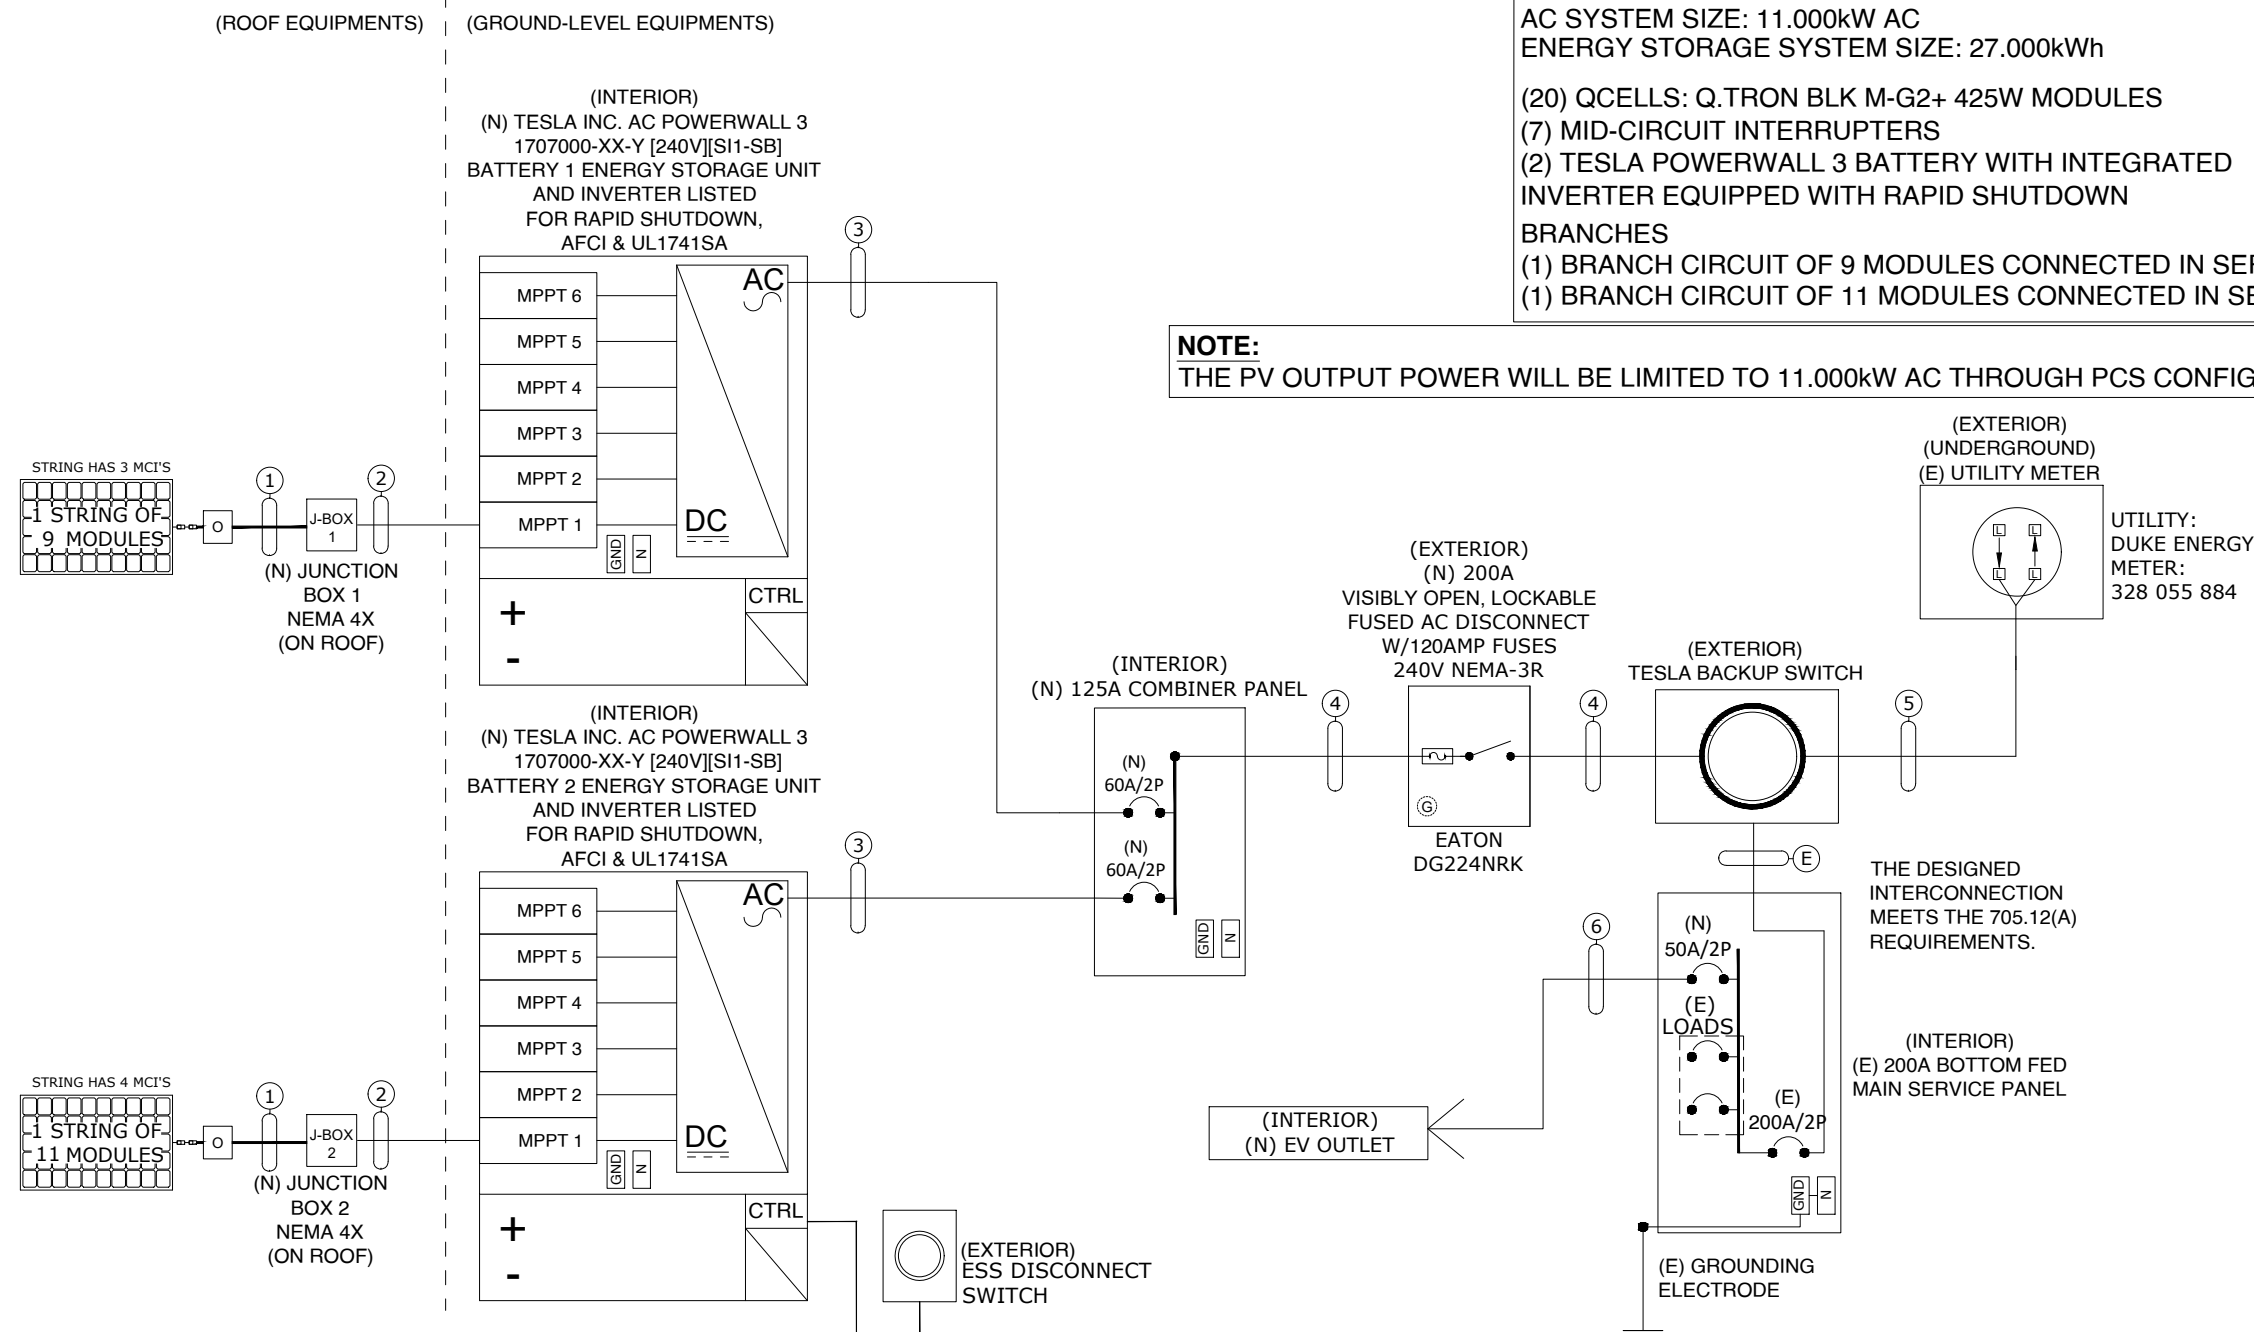 (ROOF EQUIPMENTS)
(GROUND-LEVEL EQUIPMENTS)
AC SYSTEM SIZE: 11.000kW AC
ENERGY STORAGE SYSTEM SIZE: 27.000kWh
(20) QCELLS: Q.TRON BLK M-G2+ 425W MODULES
(7) MID-CIRCUIT INTERRUPTERS
(2) TESLA POWERWALL 3 BATTERY WITH INTEGRATED
INVERTER EQUIPPED WITH RAPID SHUTDOWN
BRANCHES
(1) BRANCH CIRCUIT OF 9 MODULES CONNECTED IN
(1) BRANCH CIRCUIT OF 11 MODULES CONNECTED IN
NOTE:
THE PV OUTPUT POWER WILL BE LIMITED TO 11.000kW AC THROUGH PCS CONFIG
(INTERIOR)
(N) TESLA INC. AC POWERWALL 3
1707000-XX-Y [240V][SI1-SB]
BATTERY 1 ENERGY STORAGE UNIT
AND INVERTER LISTED
FOR RAPID SHUTDOWN,
AFCI & UL1741SA
3
AC
MPPT 6
MPPT 5
MPPT 4
MPPT 3
MPPT 2
MPPT 1
DC
GND
N
CTRL
+
-
STRING HAS 3 MCI'S
1 STRING OF
9 MODULES
O
1
J-BOX
1
2
(N) JUNCTION
BOX 1
NEMA 4X
(ON ROOF)
(INTERIOR)
(N) TESLA INC. AC POWERWALL 3
1707000-XX-Y [240V][SI1-SB]
BATTERY 2 ENERGY STORAGE UNIT
AND INVERTER LISTED
FOR RAPID SHUTDOWN,
AFCI & UL1741SA
3
AC
MPPT 6
MPPT 5
MPPT 4
MPPT 3
MPPT 2
MPPT 1
DC
GND
N
CTRL
+
-
STRING HAS 4 MCI'S
1 STRING OF
11 MODULES
O
1
J-BOX
2
2
(N) JUNCTION
BOX 2
NEMA 4X
(ON ROOF)
(EXTERIOR)
ESS DISCONNECT
SWITCH
(INTERIOR)
(N) 125A COMBINER PANEL
(N)
60A/2P
(N)
60A/2P
GND
N
4
(EXTERIOR)
(N) 200A
VISIBLY OPEN, LOCKABLE
FUSED AC DISCONNECT
W/120AMP FUSES
240V NEMA-3R
G
EATON
DG224NRK
4
(EXTERIOR)
TESLA BACKUP SWITCH
5
(EXTERIOR)
(UNDERGROUND)
(E) UTILITY METER
L
L
L
L
UTILITY:
DUKE ENERGY
METER:
328 055 884
E
THE DESIGNED
INTERCONNECTION
MEETS THE 705.12(A)
REQUIREMENTS.
6
(N)
50A/2P
(E)
LOADS
(E)
200A/2P
GND
N
(INTERIOR)
(E) 200A BOTTOM FED
MAIN SERVICE PANEL
(INTERIOR)
(N) EV OUTLET
(E) GROUNDING
ELECTRODE